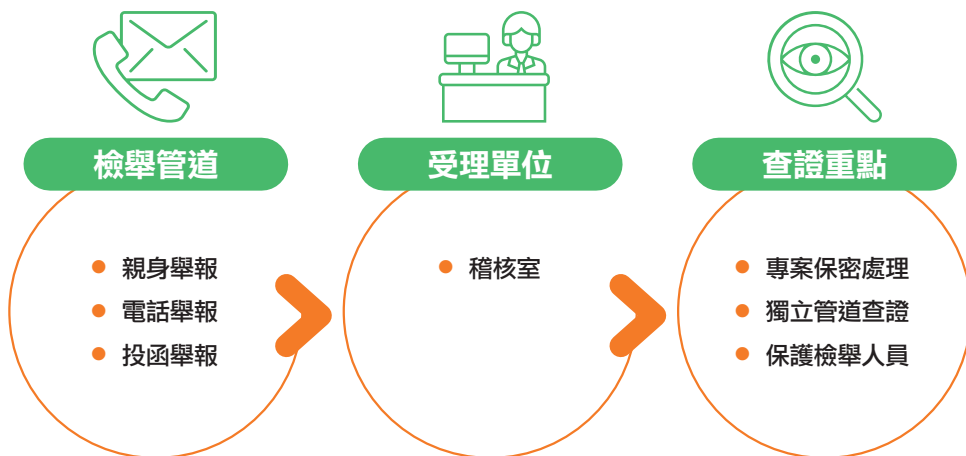 檢舉管道
親身舉報
電話舉報
投函舉報
受理單位
稽核室
查證重點
專案保密處理
獨立管道查證
保護檢舉人員